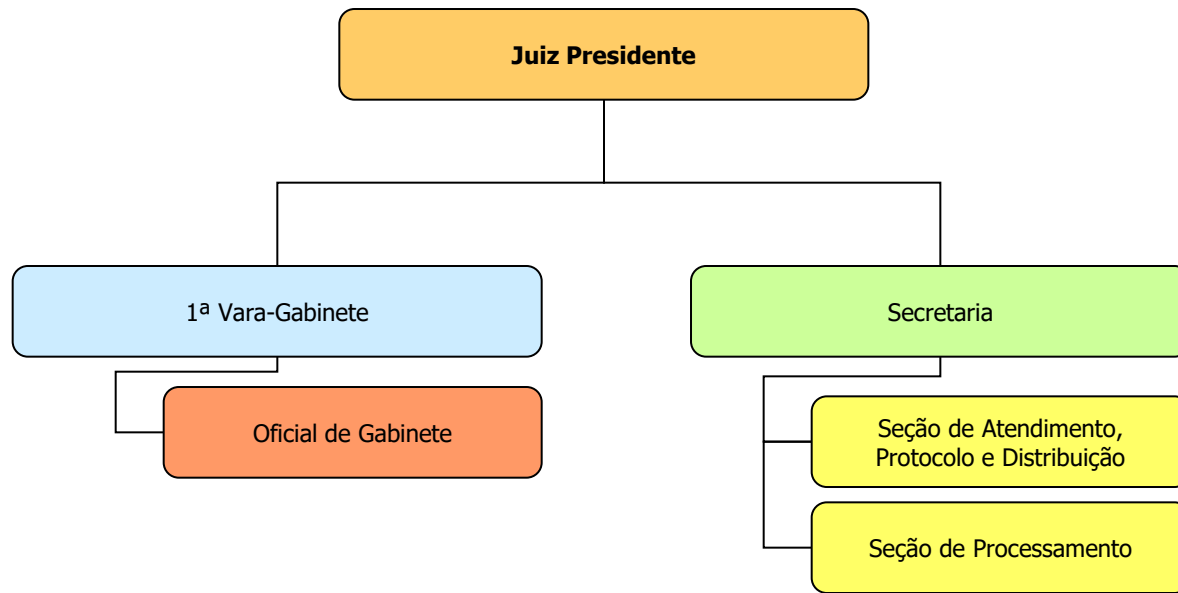 Juiz Presidente
1ª Vara-Gabinete
Oficial de Gabinete
Secretaria
Seção de Atendimento,
Protocolo e Distribuição
Seção de Processamento